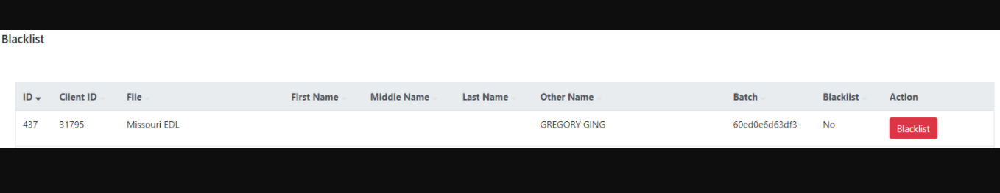 Blacklist
ID Client ID File First Name Middle Name Last Name Other Name Batch Blacklist Action
437 31795 Missouri EDL GREGORY GING 60ed0e6d63df3 No Blacklist